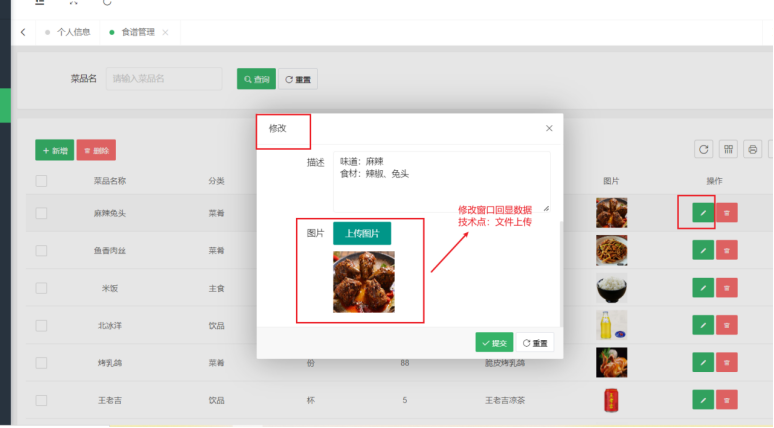 个人信息
食谱管理
菜品名
请输入菜品名
查询
重置
修改
新增
删除
描述
味道：麻辣
食材：辣椒，兔头
图片
操作
菜品名称
分类
麻辣兔头
菜肴
修改窗口回显数据
技术点：文件上传
图片
上传图片
鱼香肉丝
菜肴
米饭
主食
北冰洋
饮品
提交
重置
烤乳鸽
菜肴
份
88
脆皮烤乳鸽
王老吉
饮品
杯
5
王老吉凉茶